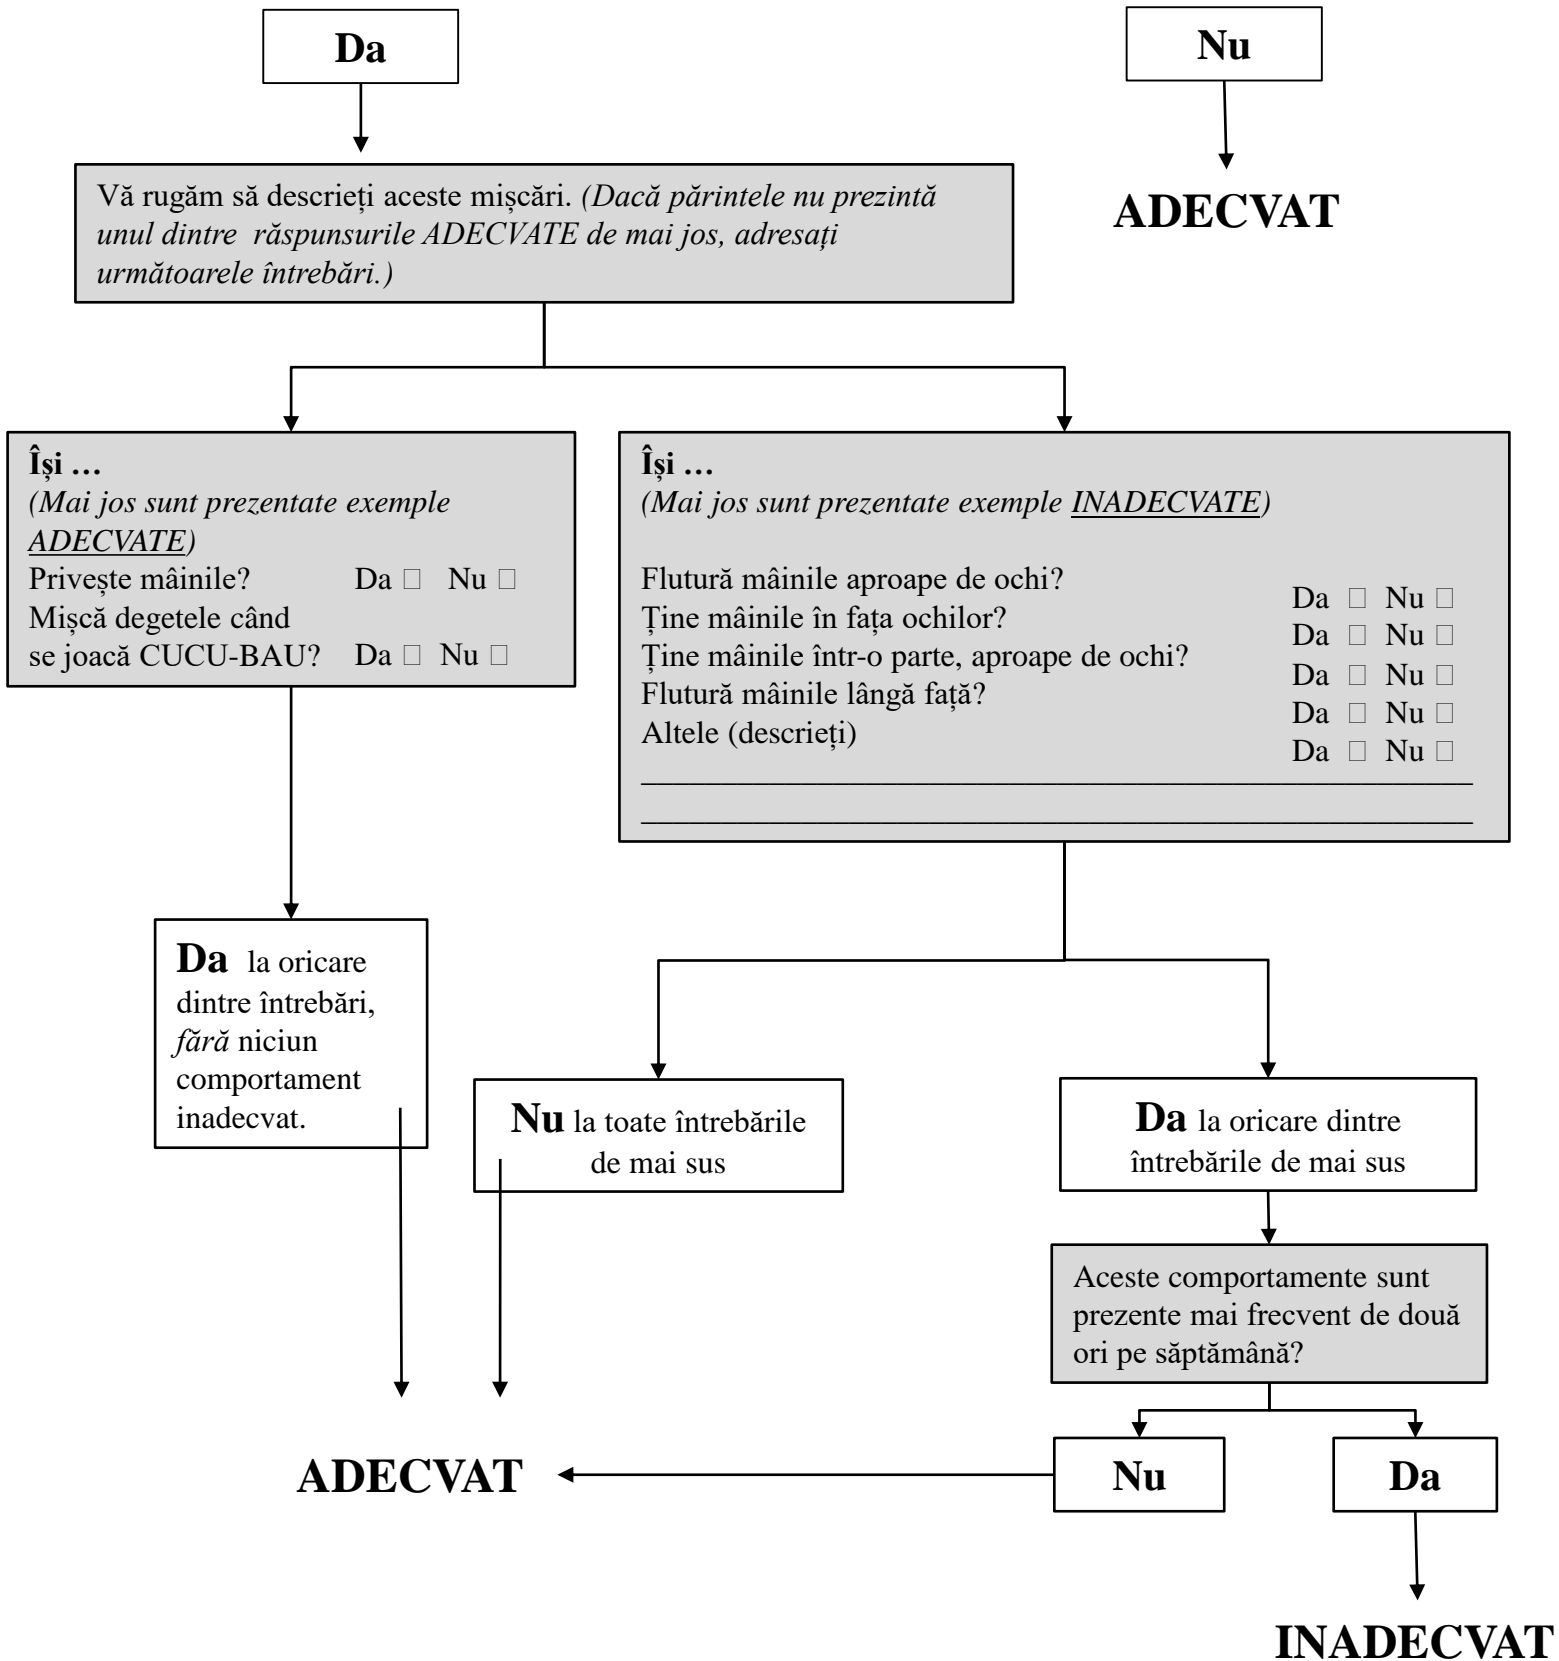 Da
Nu
ADECVAT
Vă rugăm să descrieți aceste mișcări. (Dacă părintele nu prezintă
unul dintre răspunsurile ADECVATE de mai jos, adresați
următoarele întrebări.)
Își …
(Mai jos sunt prezentate exemple
ADECVATE)
Privește mâinile? Da □ Nu □
Mișcă degetele când
se joacă CUCU-BAU? Da □ Nu □
Își …
(Mai jos sunt prezentate exemple INADECVATE)
Flutură mâinile aproape de ochi? Da □ Nu □
Ține mâinile în fața ochilor? Da □ Nu □
Ține mâinile într-o parte, aproape de ochi? Da □ Nu □
Flutură mâinile lângă față? Da □ Nu □
Altele (descrieți) Da □ Nu □
Da la oricare
dintre întrebări,
fără niciun
comportament
inadecvat.
Nu la toate întrebările
de mai sus
Da la oricare dintre
întrebările de mai sus
Aceste comportamente sunt
prezente mai frecvent de două
ori pe săptămână?
ADECVAT
Nu
Da
INADECVAT